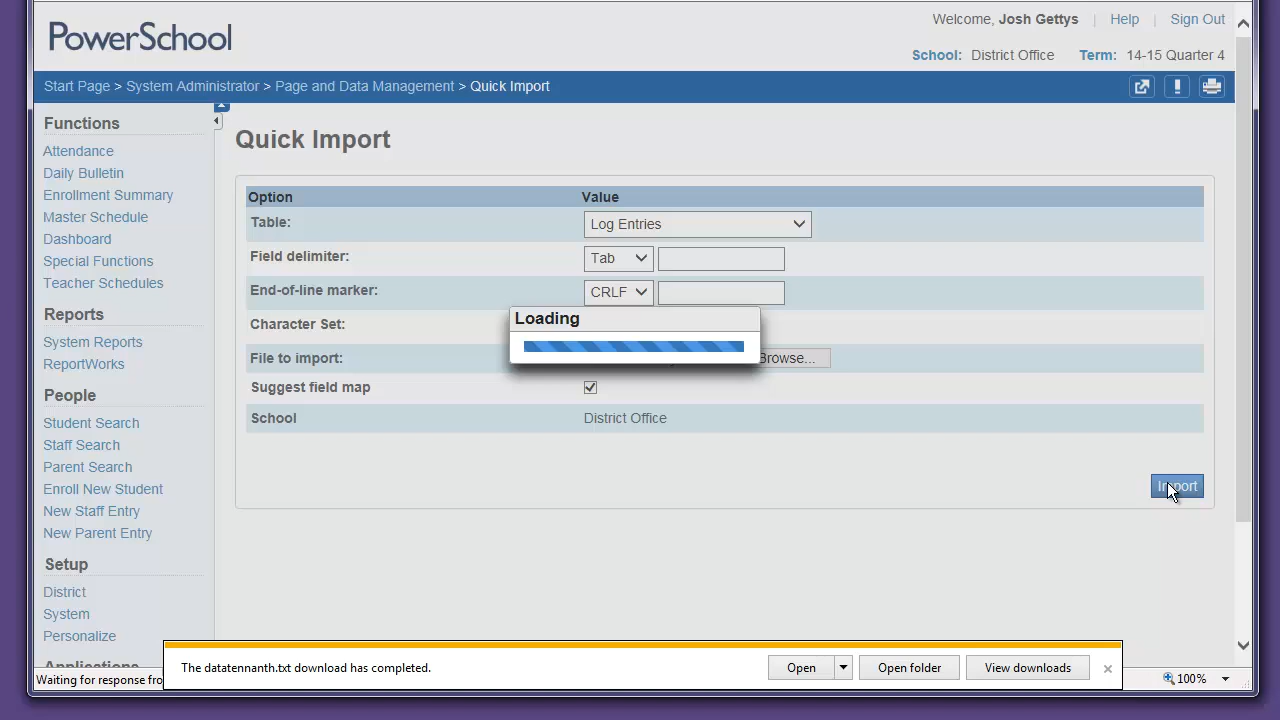 PowerSchool
Welcome, Josh Gettys | Help | Sign Out
School: District Office Term: 14-15 Quarter 4
Start Page > System Administrator > Page and Data Management > Quick Import
Functions
Attendance
Daily Bulletin
Enrollment Summary
Master Schedule
Dashboard
Special Functions
Teacher Schedules
Reports
System Reports
ReportWorks
People
Student Search
Staff Search
Parent Search
Enroll New Student
New Staff Entry
New Parent Entry
Setup
District
System
Personalize
Applications
Quick Import
Option Value
Table: Log Entries
Field delimiter: Tab
End-of-line marker: CRLF
Character Set:
Loading
File to import: Browse...
Suggest field map
School District Office
Import
The datatennanth.txt download has completed. Open Open folder View downloads ×
Waiting for response fro
100%